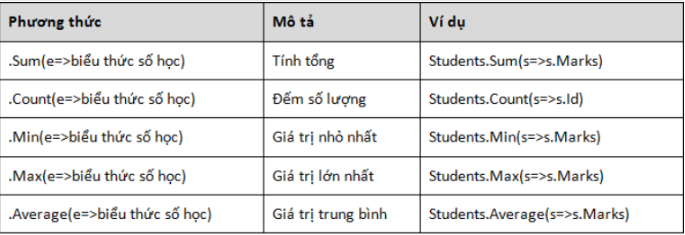 Phương thức Mô tả Ví dụ
.Sum(e=>biểu thức số học) Tính tổng Students.Sum(s=>s.Marks)
.Count(e=>biểu thức số học) Đếm số lượng Students.Count(s=>s.Id)
.Min(e=>biểu thức số học) Giá trị nhỏ nhất Students.Min(s=>s.Marks)
.Max(e=>biểu thức số học) Giá trị lớn nhất Students.Max(s=>s.Marks)
.Average(e=>biểu thức số học) Giá trị trung bình Students.Average(s=>s.Marks)